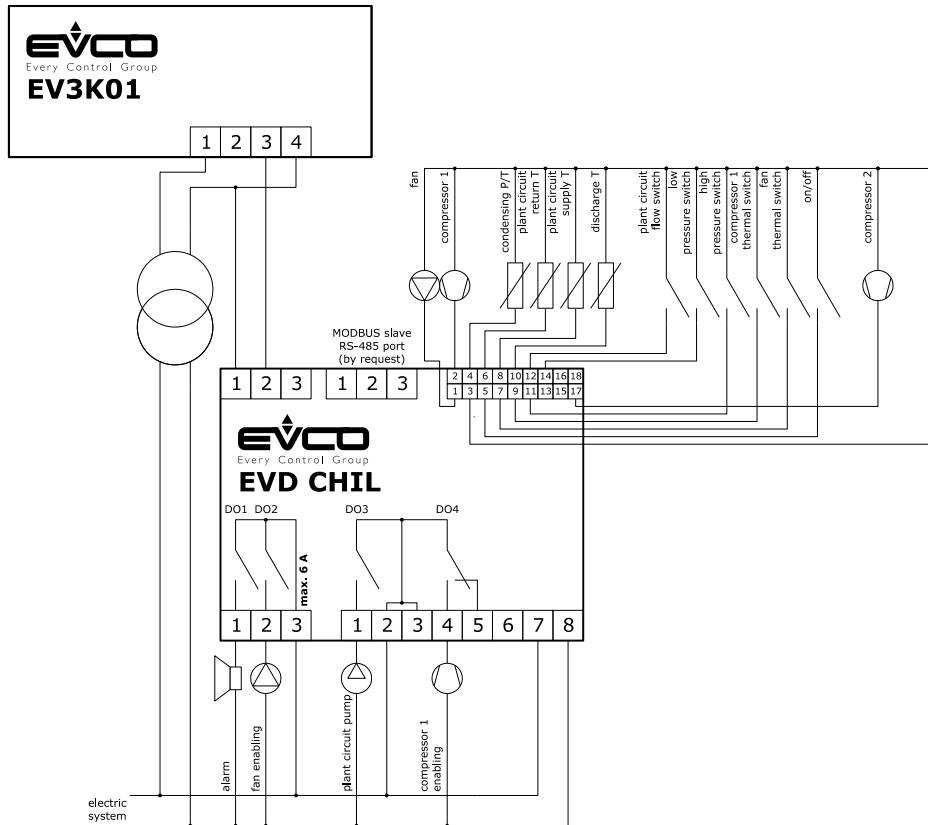 EVCO
Every Control Group
EV3K01
1 2 3 4
fan
compressor 1
condensing P/T
plant circuit
return T
plant circuit
supply T
discharge T
plant circuit
flow switch
low
pressure switch
high
pressure switch
compressor 1
thermal switch
fan
thermal switch
on/off
compressor 2
MODBUS slave
RS-485 port
(by request)
1 2 3
1 2 3
2 4 6 8 10 12 14 16 18
1 3 5 7 9 11 13 15 17
EVCO
Every Control Group
EVD CHIL
DO1 DO2 DO3 DO4
max. 6 A
1 2 3
1 2 3 4 5 6 7 8
alarm
fan enabling
plant circuit pump
compressor 1
enabling
electric
system